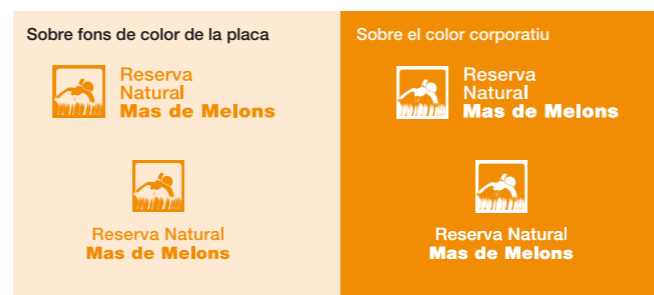 Sobre fons de color de la placa
Reserva
Natural
Mas de Melons
Reserva Natural
Mas de Melons
Sobre el color corporatiu
Reserva
Natural
Mas de Melons
Reserva Natural
Mas de Melons